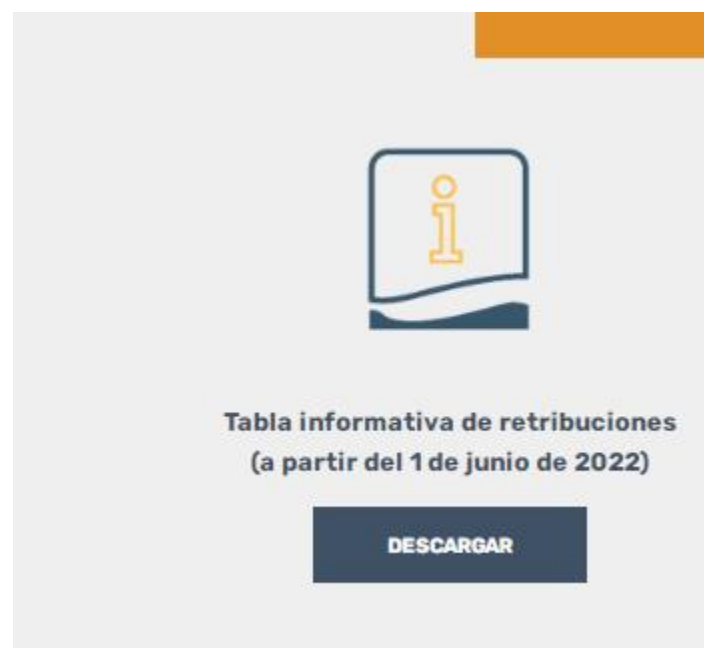 Tabla informativa de retribuciones
(a partir del 1 de junio de 2022)
DESCARGAR